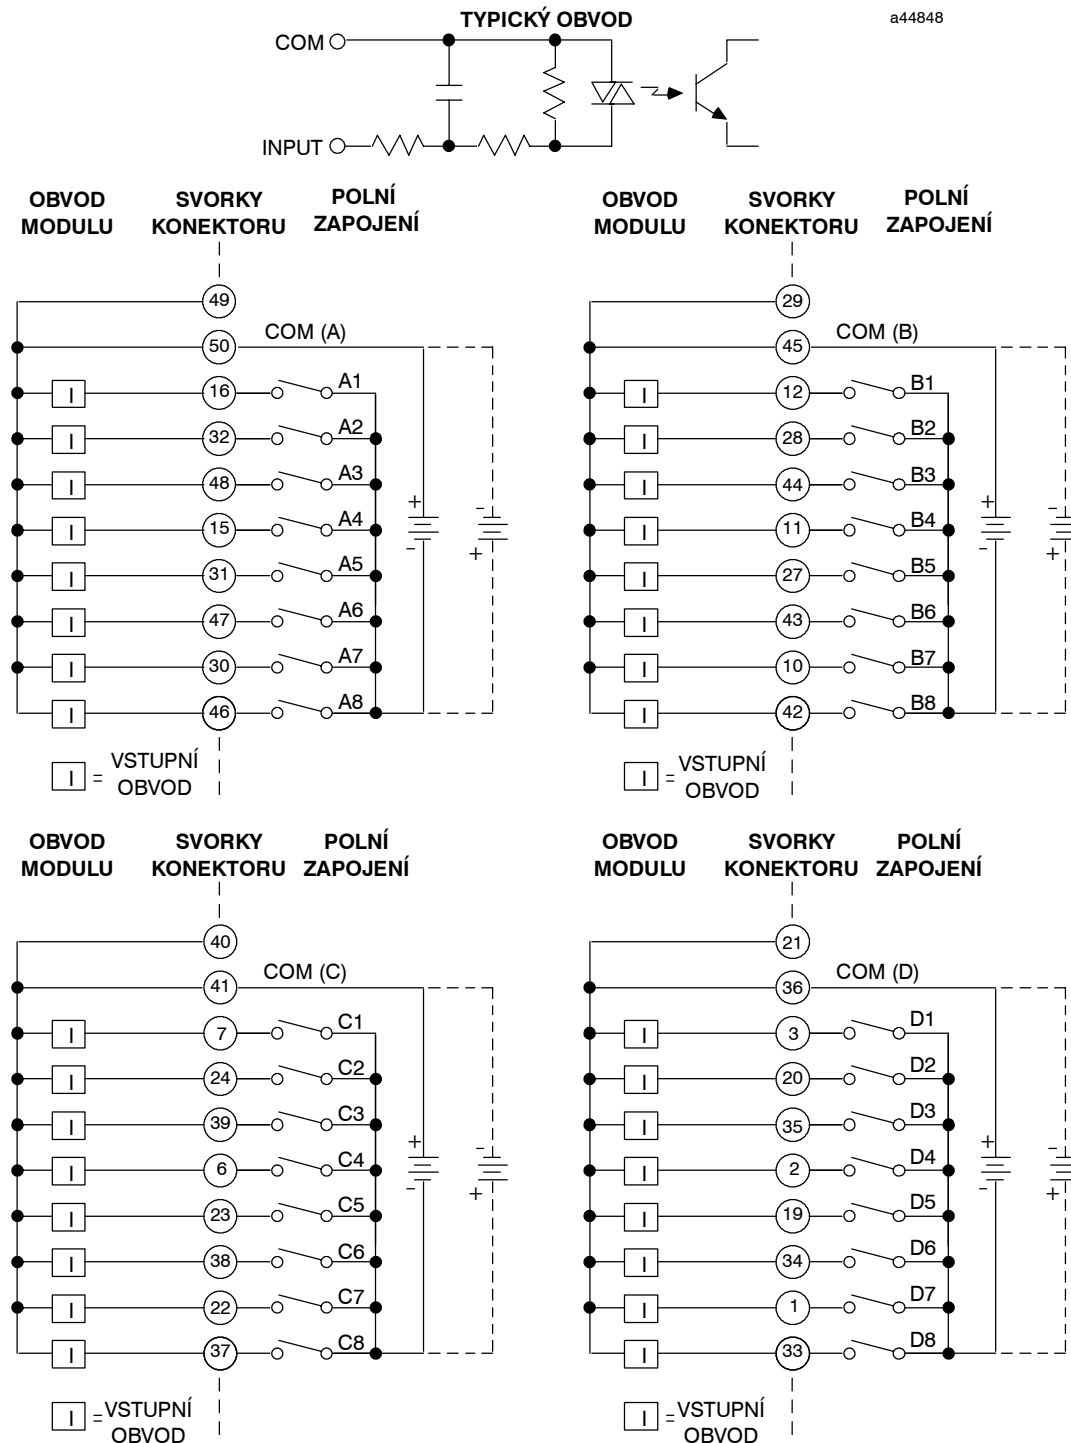 TYPICKÝ OBVOD
a44848
COM
INPUT
OBVOD MODULU
SVORKY KONEKTORU
POLNÍ ZAPOJENÍ
49
50 COM (A)
I 16 A1
I 32 A2
I 48 A3
I 15 A4
+ -
I 31 A5
- +
I 47 A6
I 30 A7
I 46 A8
I = VSTUPNÍ
OBVOD
OBVOD MODULU
SVORKY KONEKTORU
POLNÍ ZAPOJENÍ
29
45 COM (B)
I 12 B1
I 28 B2
I 44 B3
I 11 B4
+ -
I 27 B5
- +
I 43 B6
I 10 B7
I 42 B8
I = VSTUPNÍ
OBVOD
OBVOD MODULU
SVORKY KONEKTORU
POLNÍ ZAPOJENÍ
40
41 COM (C)
I 7 C1
I 24 C2
I 39 C3
I 6 C4
+ -
I 23 C5
- +
I 38 C6
I 22 C7
I 37 C8
I = VSTUPNÍ
OBVOD
OBVOD MODULU
SVORKY KONEKTORU
POLNÍ ZAPOJENÍ
21
36 COM (D)
I 3 D1
I 20 D2
I 35 D3
I 2 D4
+ -
I 19 D5
- +
I 34 D6
I 1 D7
I 33 D8
I = VSTUPNÍ
OBVOD